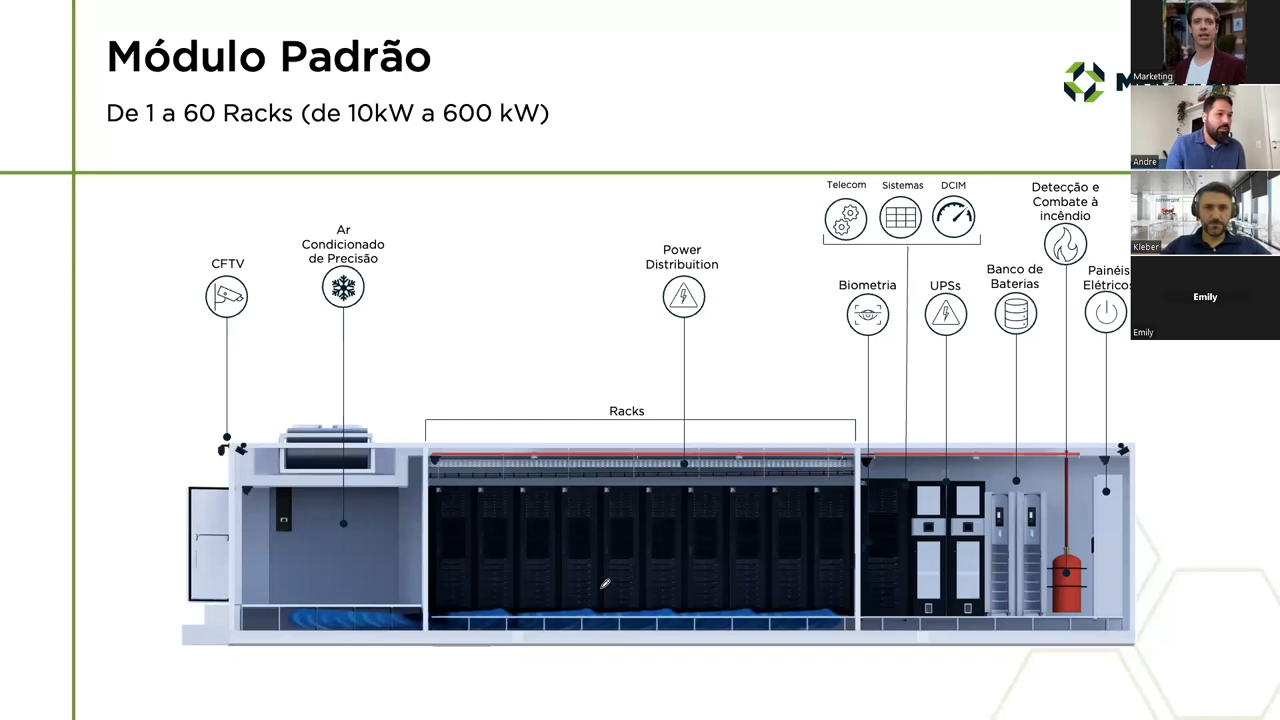 Módulo Padrão
De 1 a 60 Racks (de 10kW a 600 kW)
Marketing
Andre
Kleber
Emily
Emily
Telecom
Sistemas
DCIM
Detecção e
Combate à
incêndio
Ar
Condicionado
de Precisão
CFTV
Power
Distribuition
Biometria
UPSs
Banco de
Baterias
Painéis
Elétricos
Racks